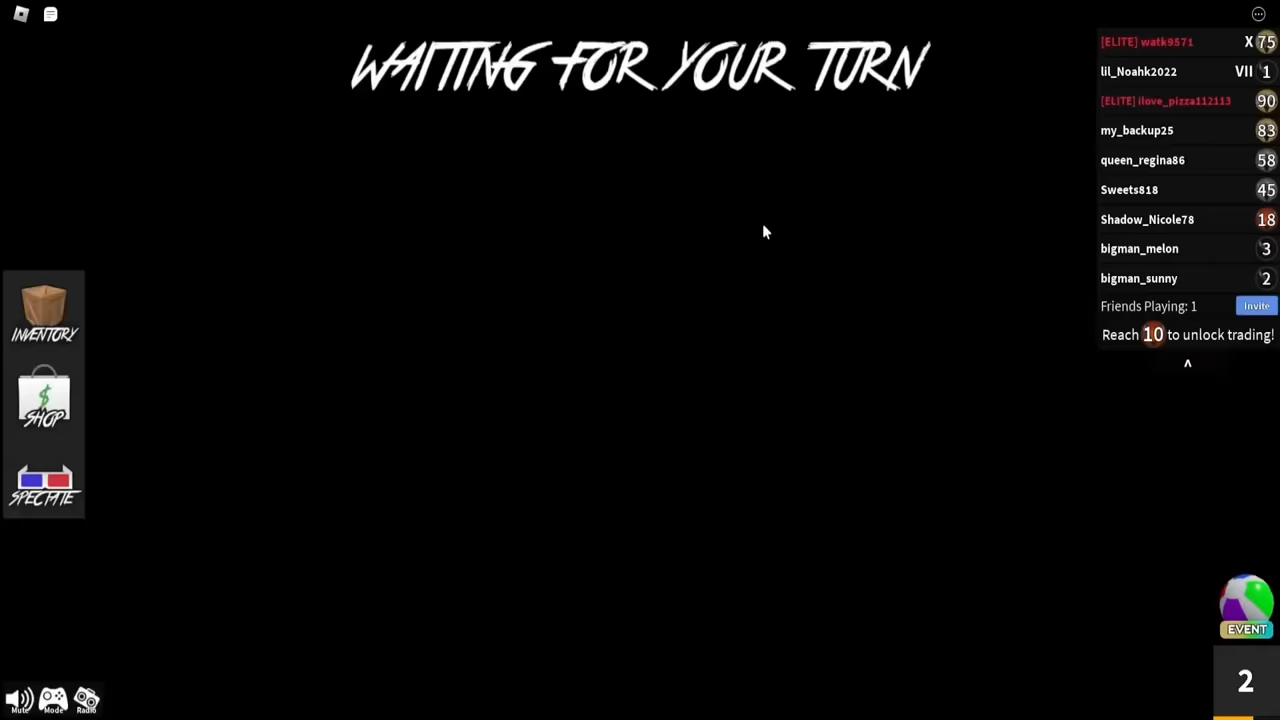 WAITING FOR YOUR TURN
[ELITE] watk9571 X 75
lil_Noahk2022 VII 1
[ELITE] ilove_pizza112113 90
my_backup25 83
queen_regina86 58
Sweets818 45
Shadow_Nicole78 18
bigman_melon 3
bigman_sunny 2
Friends Playing: 1 Invite
Reach 10 to unlock trading!
INVENTORY
$
SHOP
SPECTATE
EVENT
2
Mute Mode Radio